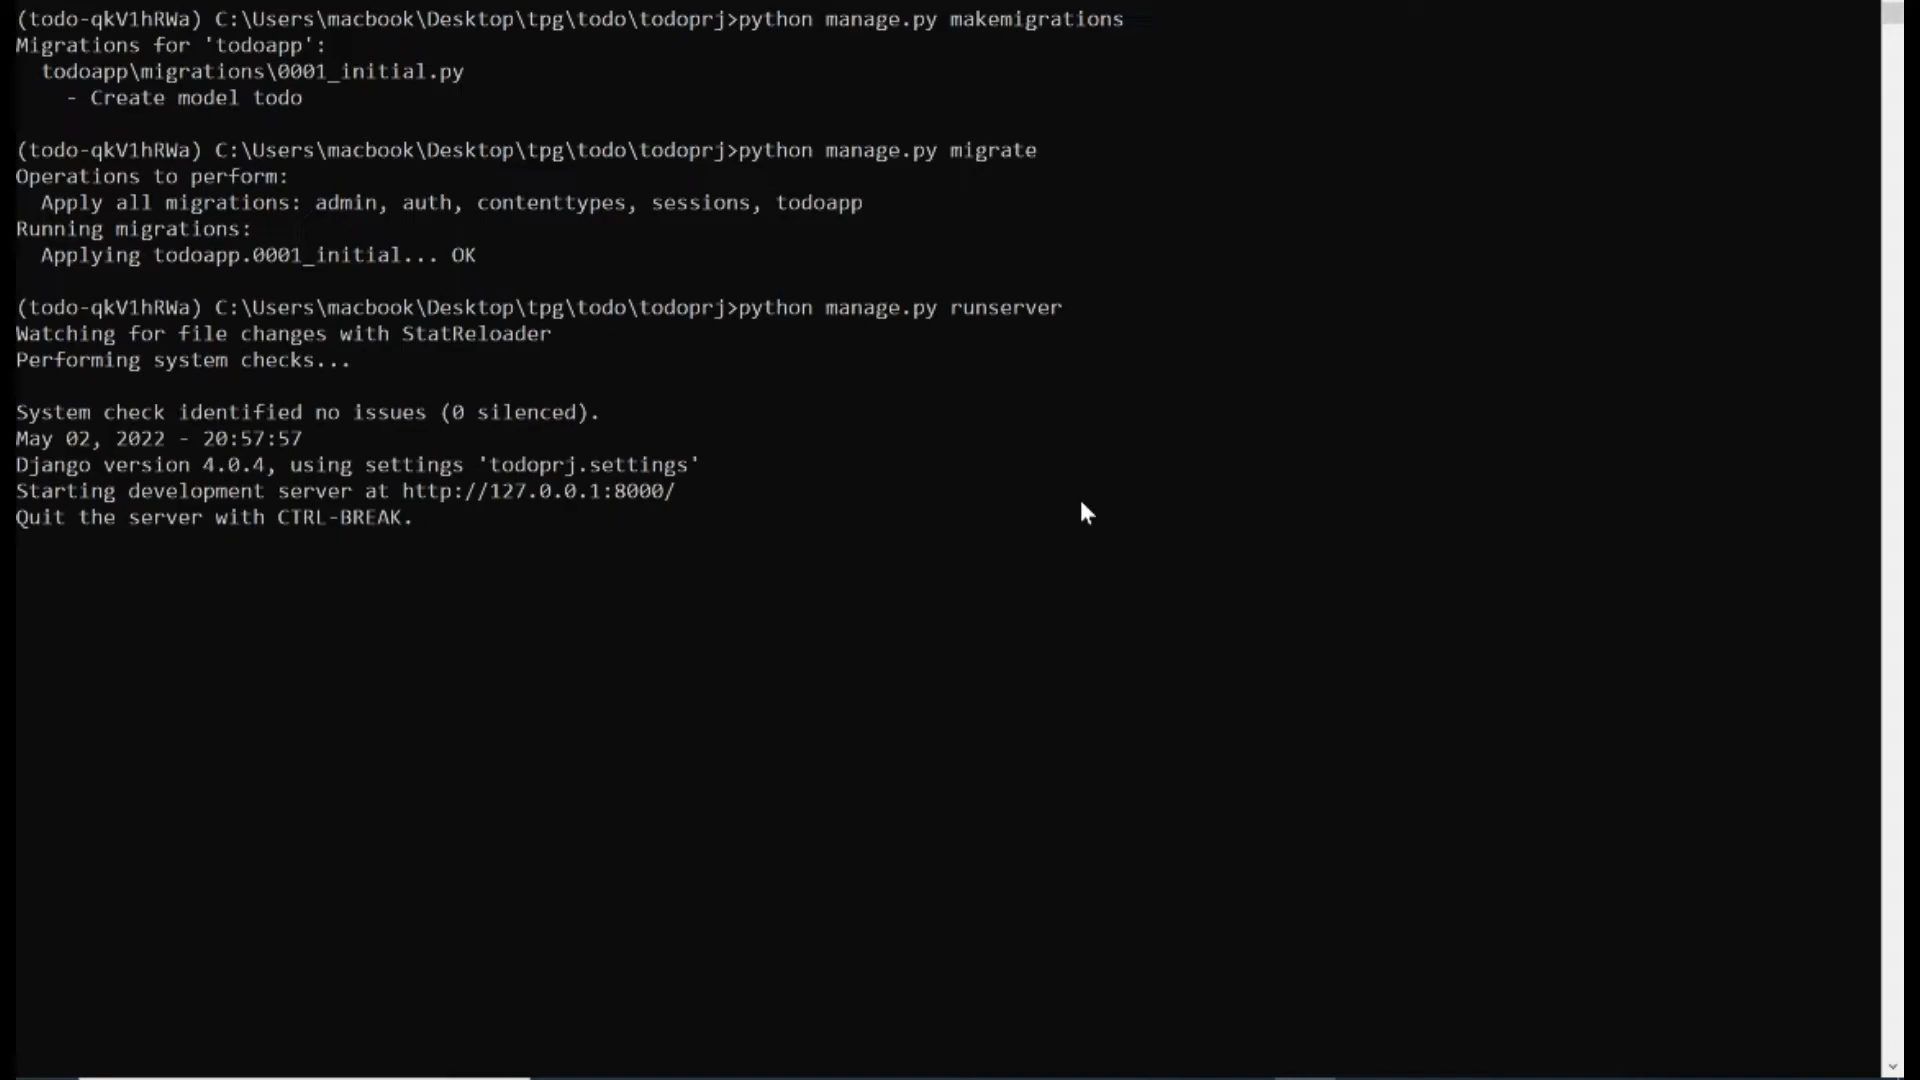 (todo-qkV1hRWa) C:\Users\macbook\Desktop\tpg\todo\todoprj>python manage.py makemigrations
Migrations for 'todoapp':
  todoapp\migrations\0001_initial.py
    - Create model todo
(todo-qkV1hRWa) C:\Users\macbook\Desktop\tpg\todo\todoprj>python manage.py migrate
Operations to perform:
  Apply all migrations: admin, auth, contenttypes, sessions, todoapp
Running migrations:
  Applying todoapp.0001_initial... OK
(todo-qkV1hRWa) C:\Users\macbook\Desktop\tpg\todo\todoprj>python manage.py runserver
Watching for file changes with StatReloader
Performing system checks...
System check identified no issues (0 silenced).
May 02, 2022 - 20:57:57
Django version 4.0.4, using settings 'todoprj.settings'
Starting development server at http://127.0.0.1:8000/
Quit the server with CTRL-BREAK.